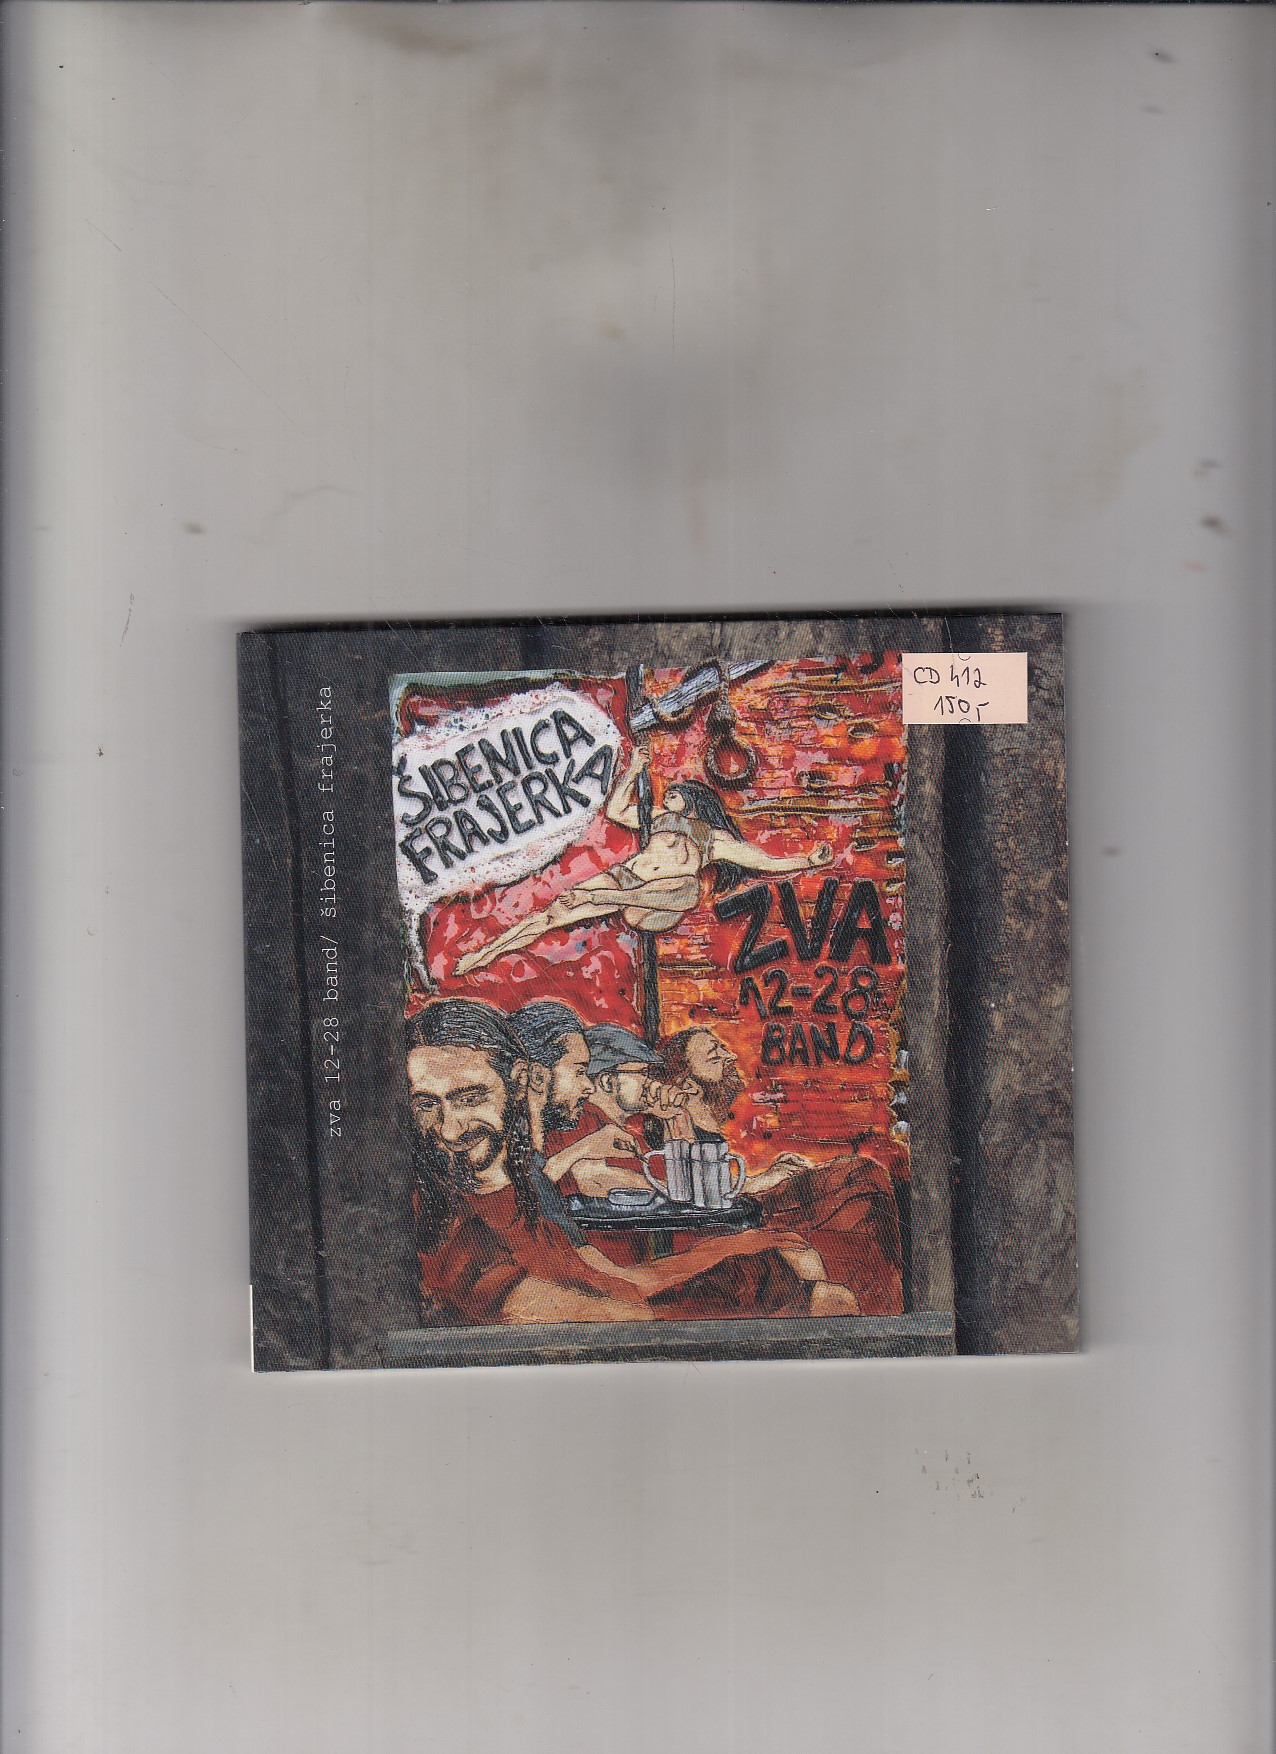 zva 12-28 band/ šibenica frajerka
ŠIBENICA
FRAJERKA
CD 412
150,-
ZVA
12-28
BAND